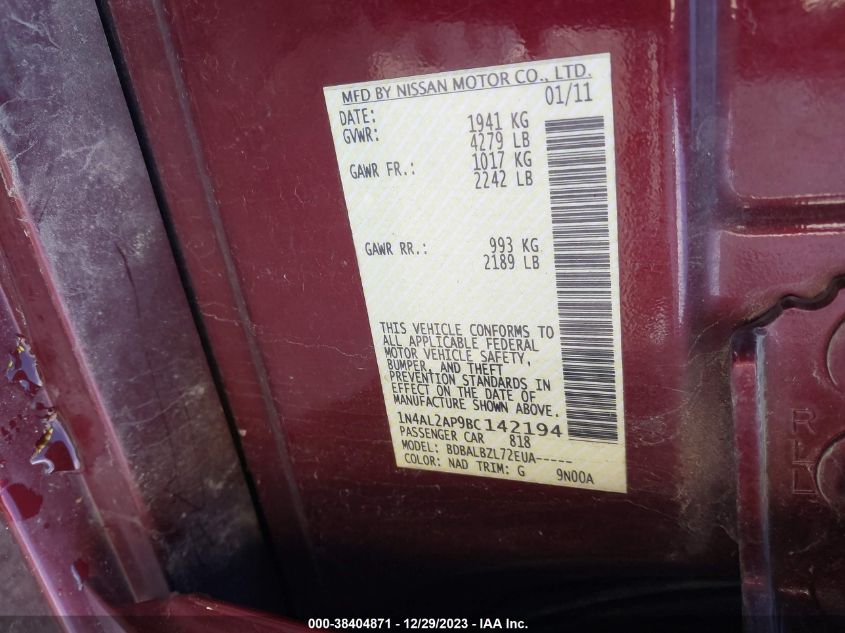 MFD BY NISSAN MOTOR CO., LTD.
DATE: 01/11
GVWR: 1941 KG
4279 LB
GAWR FR.: 1017 KG
2242 LB
GAWR RR.: 993 KG
2189 LB
THIS VEHICLE CONFORMS TO
ALL APPLICABLE FEDERAL
MOTOR VEHICLE SAFETY,
BUMPER, AND THEFT
PREVENTION STANDARDS IN
EFFECT ON THE DATE OF
MANUFACTURE SHOWN ABOVE.
1N4AL2AP9BC142194
PASSENGER CAR 818
MODEL: BDBALBZL72EUA-----
COLOR: NAD TRIM: G 9N00A
000-38404871 - 12/29/2023 - IAA Inc.